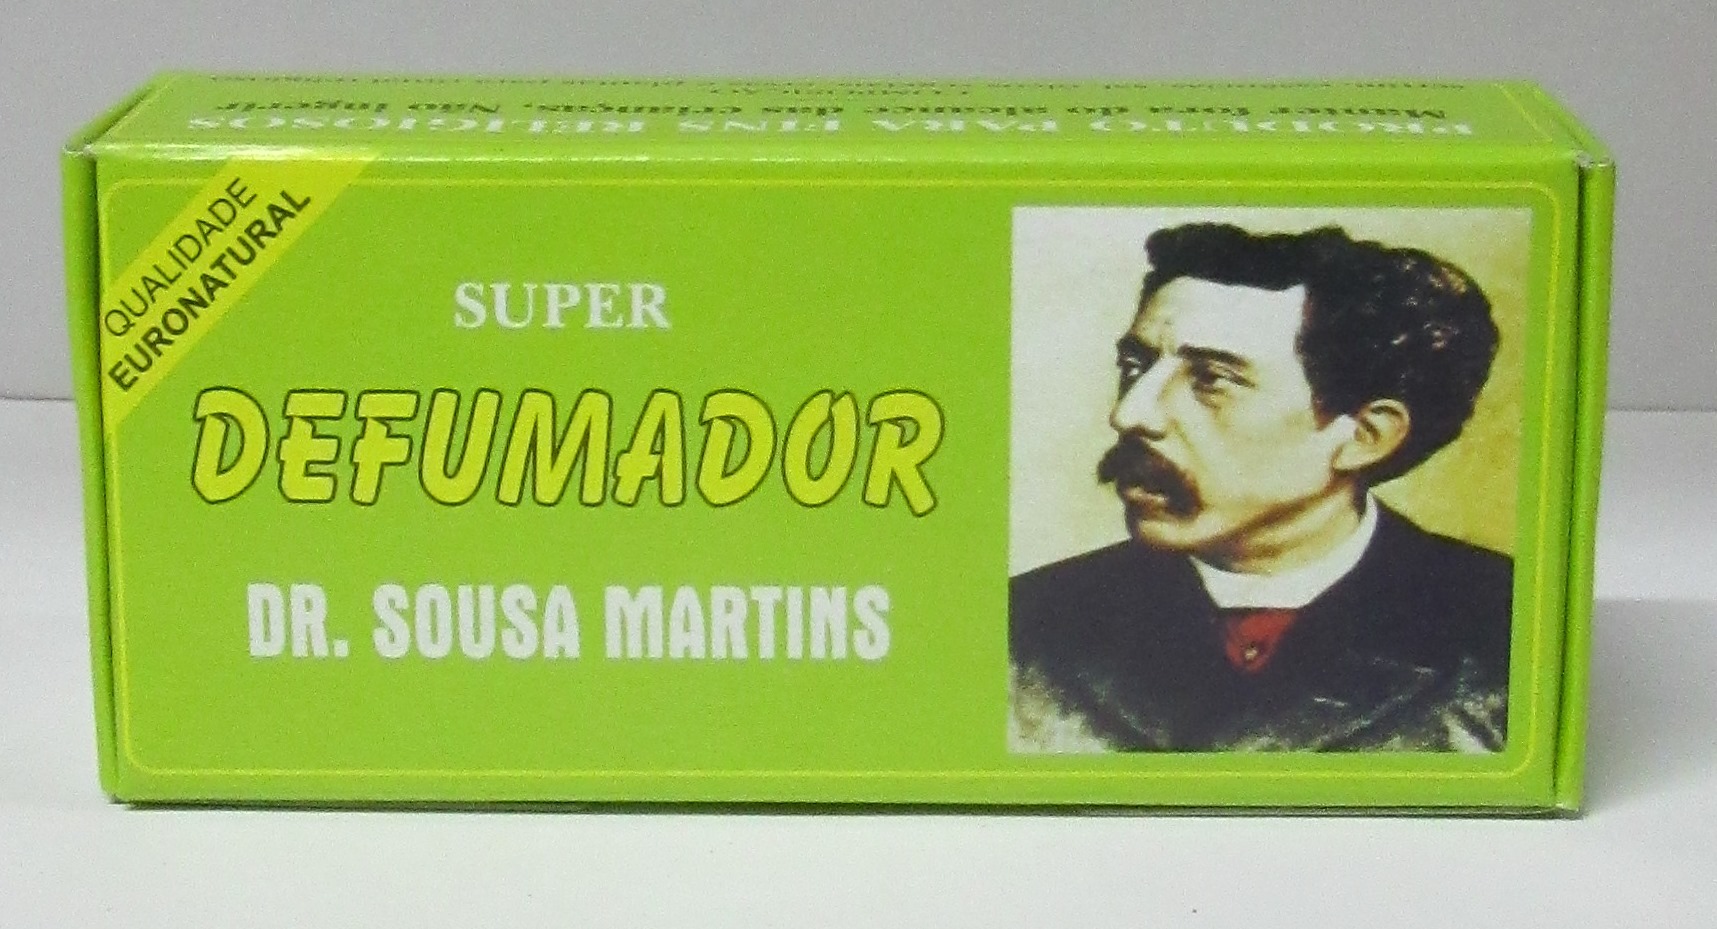 PRODUTO PARA FINS RELIGIOSOS
Manter fora do alcance das crianças. Não ingerir
QUALIDADE
EURONATURAL
SUPER
DEFUMADOR
DR. SOUSA MARTINS